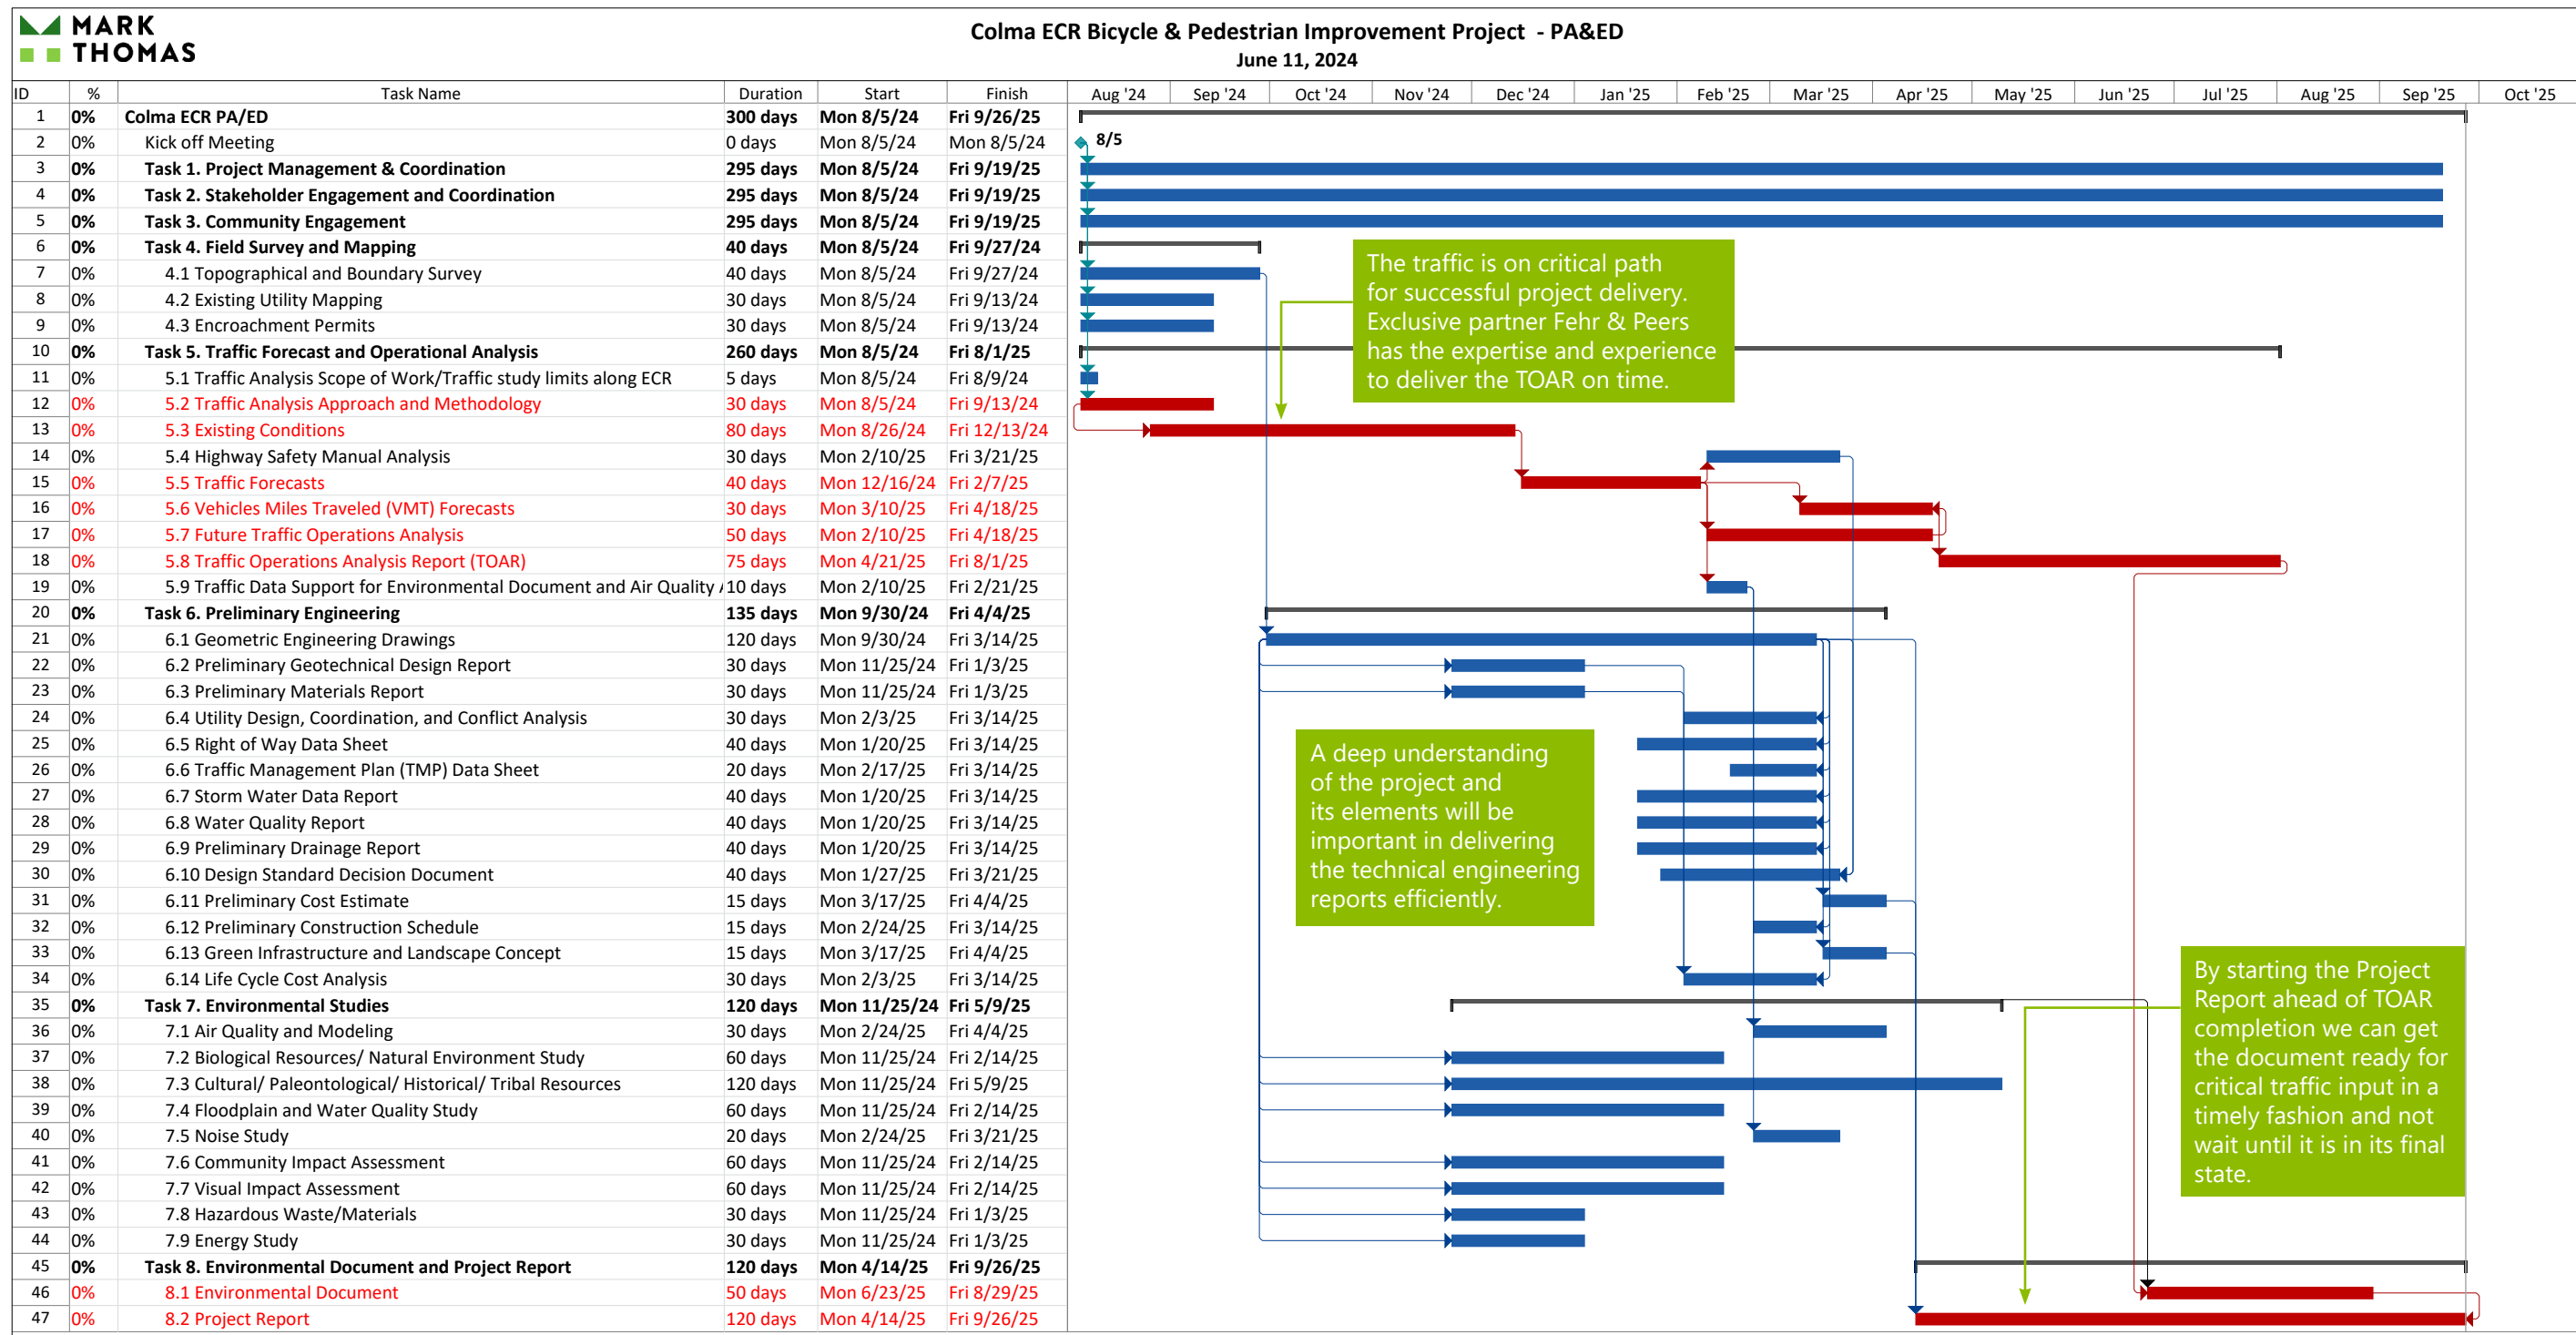 MARK
THOMAS
Colma ECR Bicycle & Pedestrian Improvement Project - PA&ED
June 11, 2024
ID % Task Name Duration Start Finish Aug '24 Sep '24 Oct '24 Nov '24 Dec '24 Jan '25 Feb '25 Mar '25 Apr '25 May '25 Jun '25 Jul '25 Aug '25 Sep '25 Oct '25
1 0% Colma ECR PA/ED 300 days Mon 8/5/24 Fri 9/26/25
2 0% Kick off Meeting 0 days Mon 8/5/24 Mon 8/5/24 8/5
3 0% Task 1. Project Management & Coordination 295 days Mon 8/5/24 Fri 9/19/25
4 0% Task 2. Stakeholder Engagement and Coordination 295 days Mon 8/5/24 Fri 9/19/25
5 0% Task 3. Community Engagement 295 days Mon 8/5/24 Fri 9/19/25
6 0% Task 4. Field Survey and Mapping 40 days Mon 8/5/24 Fri 9/27/24
7 0% 4.1 Topographical and Boundary Survey 40 days Mon 8/5/24 Fri 9/27/24
8 0% 4.2 Existing Utility Mapping 30 days Mon 8/5/24 Fri 9/13/24
9 0% 4.3 Encroachment Permits 30 days Mon 8/5/24 Fri 9/13/24
10 0% Task 5. Traffic Forecast and Operational Analysis 260 days Mon 8/5/24 Fri 8/1/25
11 0% 5.1 Traffic Analysis Scope of Work/Traffic study limits along ECR 5 days Mon 8/5/24 Fri 8/9/24
12 0% 5.2 Traffic Analysis Approach and Methodology 30 days Mon 8/5/24 Fri 9/13/24
13 0% 5.3 Existing Conditions 80 days Mon 8/26/24 Fri 12/13/24
14 0% 5.4 Highway Safety Manual Analysis 30 days Mon 2/10/25 Fri 3/21/25
15 0% 5.5 Traffic Forecasts 40 days Mon 12/16/24 Fri 2/7/25
16 0% 5.6 Vehicles Miles Traveled (VMT) Forecasts 30 days Mon 3/10/25 Fri 4/18/25
17 0% 5.7 Future Traffic Operations Analysis 50 days Mon 2/10/25 Fri 4/18/25
18 0% 5.8 Traffic Operations Analysis Report (TOAR) 75 days Mon 4/21/25 Fri 8/1/25
19 0% 5.9 Traffic Data Support for Environmental Document and Air Quality 10 days Mon 2/10/25 Fri 2/21/25
20 0% Task 6. Preliminary Engineering 135 days Mon 9/30/24 Fri 4/4/25
21 0% 6.1 Geometric Engineering Drawings 120 days Mon 9/30/24 Fri 3/14/25
22 0% 6.2 Preliminary Geotechnical Design Report 30 days Mon 11/25/24 Fri 1/3/25
23 0% 6.3 Preliminary Materials Report 30 days Mon 11/25/24 Fri 1/3/25
24 0% 6.4 Utility Design, Coordination, and Conflict Analysis 30 days Mon 2/3/25 Fri 3/14/25
25 0% 6.5 Right of Way Data Sheet 40 days Mon 1/20/25 Fri 3/14/25
26 0% 6.6 Traffic Management Plan (TMP) Data Sheet 20 days Mon 2/17/25 Fri 3/14/25
27 0% 6.7 Storm Water Data Report 40 days Mon 1/20/25 Fri 3/14/25
28 0% 6.8 Water Quality Report 40 days Mon 1/20/25 Fri 3/14/25
29 0% 6.9 Preliminary Drainage Report 40 days Mon 1/20/25 Fri 3/14/25
30 0% 6.10 Design Standard Decision Document 40 days Mon 1/27/25 Fri 3/21/25
31 0% 6.11 Preliminary Cost Estimate 15 days Mon 3/17/25 Fri 4/4/25
32 0% 6.12 Preliminary Construction Schedule 15 days Mon 2/24/25 Fri 3/14/25
33 0% 6.13 Green Infrastructure and Landscape Concept 15 days Mon 3/17/25 Fri 4/4/25
34 0% 6.14 Life Cycle Cost Analysis 30 days Mon 2/3/25 Fri 3/14/25
35 0% Task 7. Environmental Studies 120 days Mon 11/25/24 Fri 5/9/25
36 0% 7.1 Air Quality and Modeling 30 days Mon 2/24/25 Fri 4/4/25
37 0% 7.2 Biological Resources/ Natural Environment Study 60 days Mon 11/25/24 Fri 2/14/25
38 0% 7.3 Cultural/ Paleontological/ Historical/ Tribal Resources 120 days Mon 11/25/24 Fri 5/9/25
39 0% 7.4 Floodplain and Water Quality Study 60 days Mon 11/25/24 Fri 2/14/25
40 0% 7.5 Noise Study 20 days Mon 2/24/25 Fri 3/21/25
41 0% 7.6 Community Impact Assessment 60 days Mon 11/25/24 Fri 2/14/25
42 0% 7.7 Visual Impact Assessment 60 days Mon 11/25/24 Fri 2/14/25
43 0% 7.8 Hazardous Waste/Materials 30 days Mon 11/25/24 Fri 1/3/25
44 0% 7.9 Energy Study 30 days Mon 11/25/24 Fri 1/3/25
45 0% Task 8. Environmental Document and Project Report 120 days Mon 4/14/25 Fri 9/26/25
46 0% 8.1 Environmental Document 50 days Mon 6/23/25 Fri 8/29/25
47 0% 8.2 Project Report 120 days Mon 4/14/25 Fri 9/26/25
The traffic is on critical path
for successful project delivery.
Exclusive partner Fehr & Peers
has the expertise and experience
to deliver the TOAR on time.
A deep understanding
of the project and
its elements will be
important in delivering
the technical engineering
reports efficiently.
By starting the Project
Report ahead of TOAR
completion we can get
the document ready for
critical traffic input in a
timely fashion and not
wait until it is in its final
state.